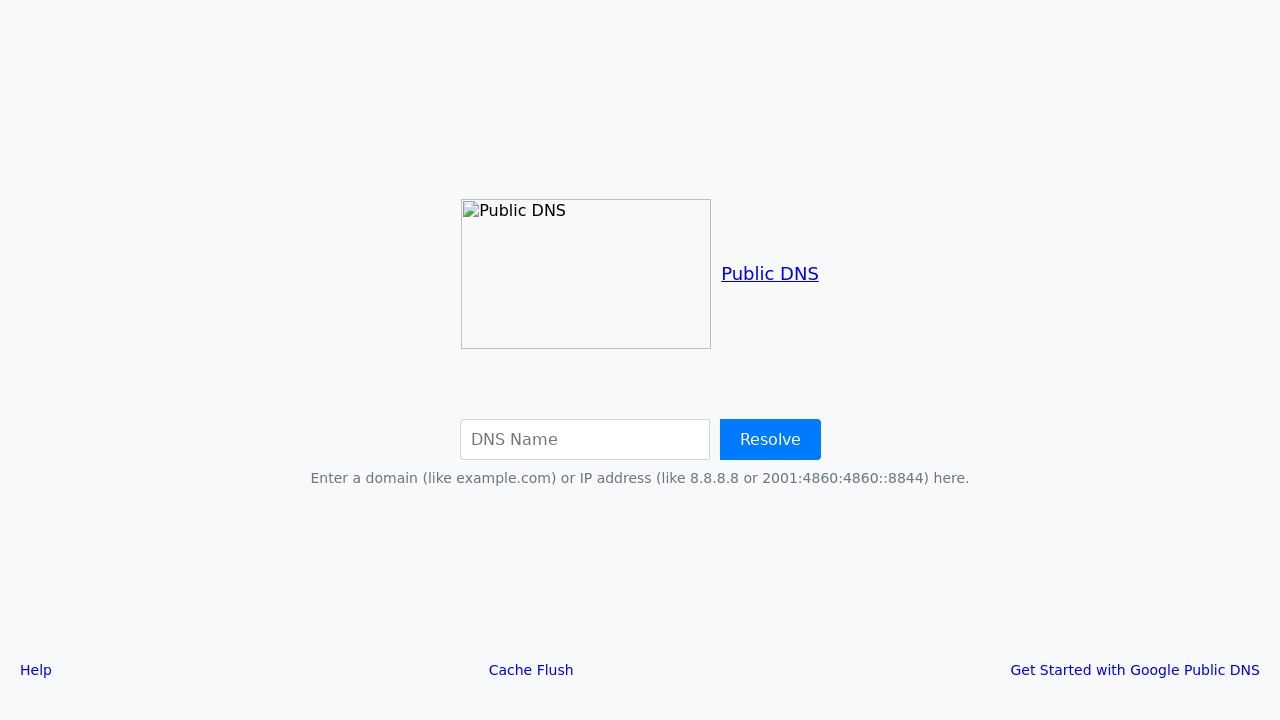 Public DNS
Public DNS
DNS Name
Resolve
Enter a domain (like example.com) or IP address (like 8.8.8.8 or 2001:4860:4860::8844) here.
Help
Cache Flush
Get Started with Google Public DNS